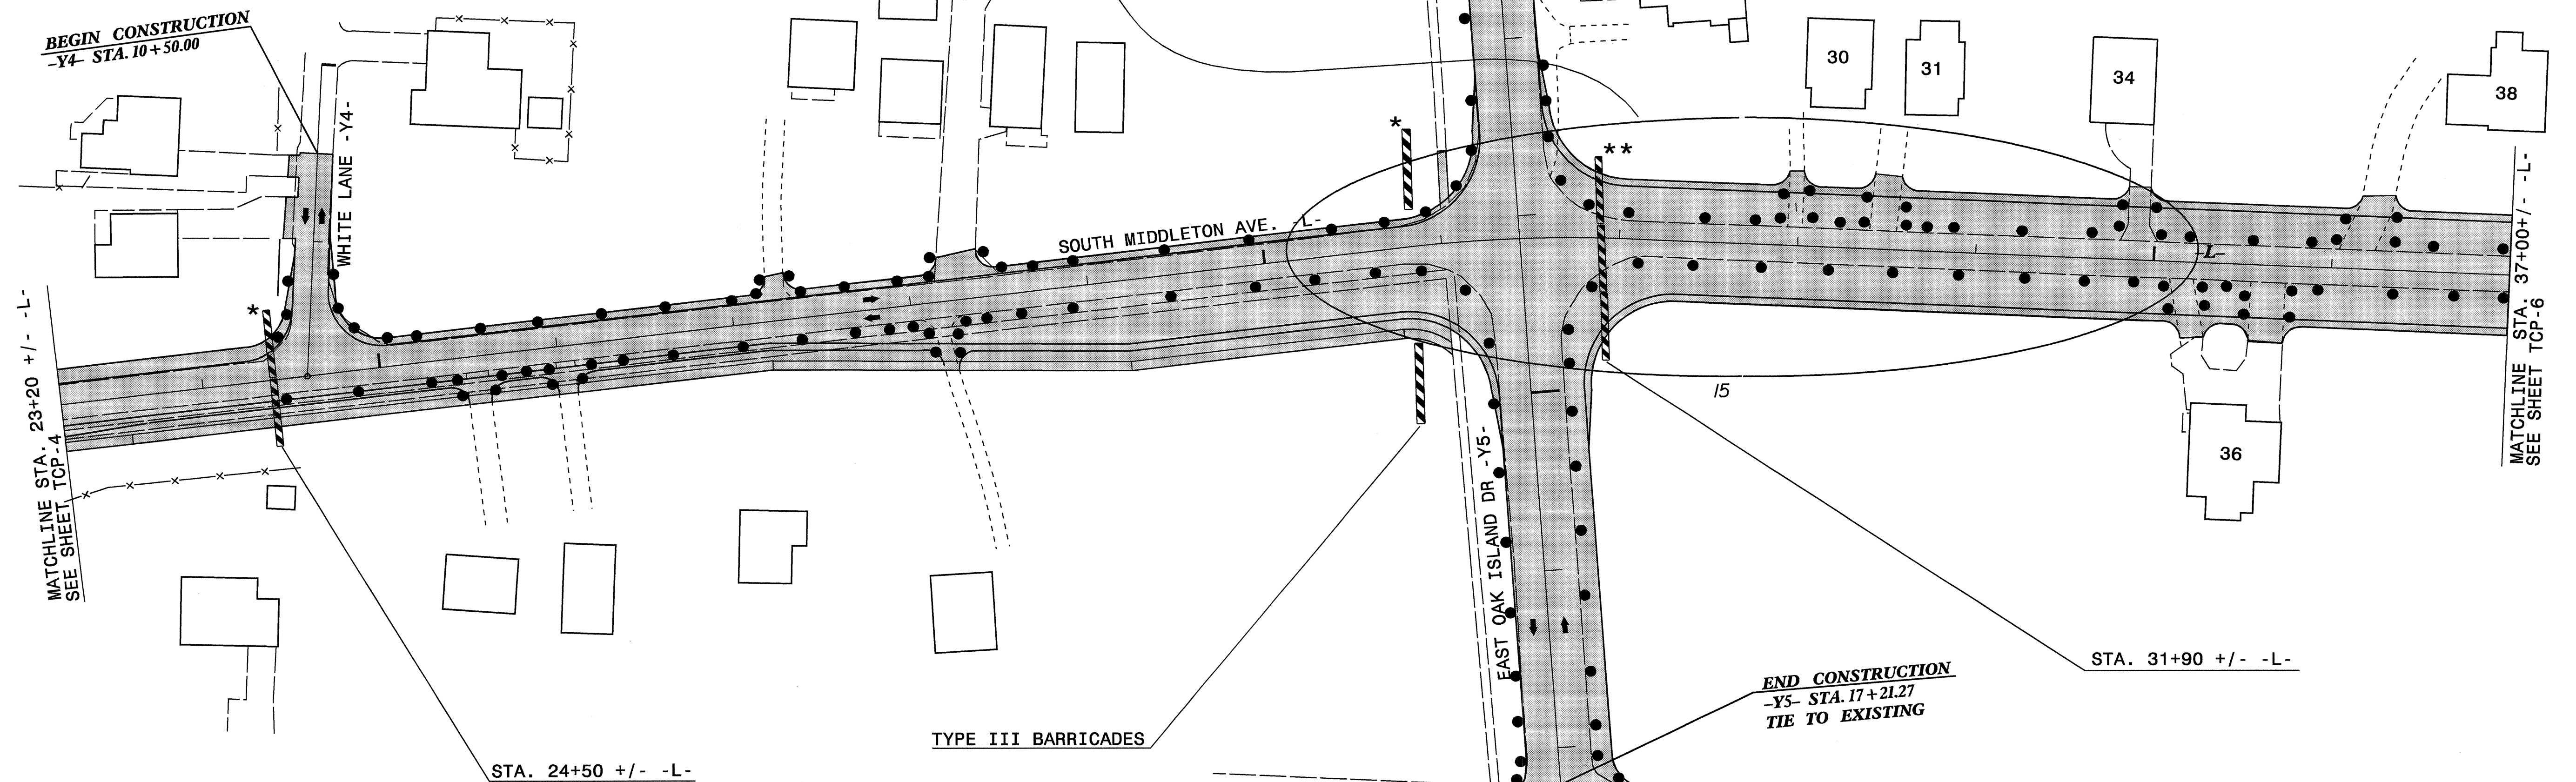 BEGIN CONSTRUCTION
-Y4- STA. 10+50.00
WHITE LANE -Y4-
*
SOUTH MIDDLETON AVE. -L-
*
**
30
31
34
38
-L-
MATCHLINE STA. 23+20 +/- -L-
SEE SHEET TCP-4
MATCHLINE STA. 37+00+/- -L-
SEE SHEET TCP-6
15
36
EAST OAK ISLAND DR -Y5-
STA. 31+90 +/- -L-
END CONSTRUCTION
-Y5- STA. 17+21.27
TIE TO EXISTING
TYPE III BARRICADES
STA. 24+50 +/- -L-